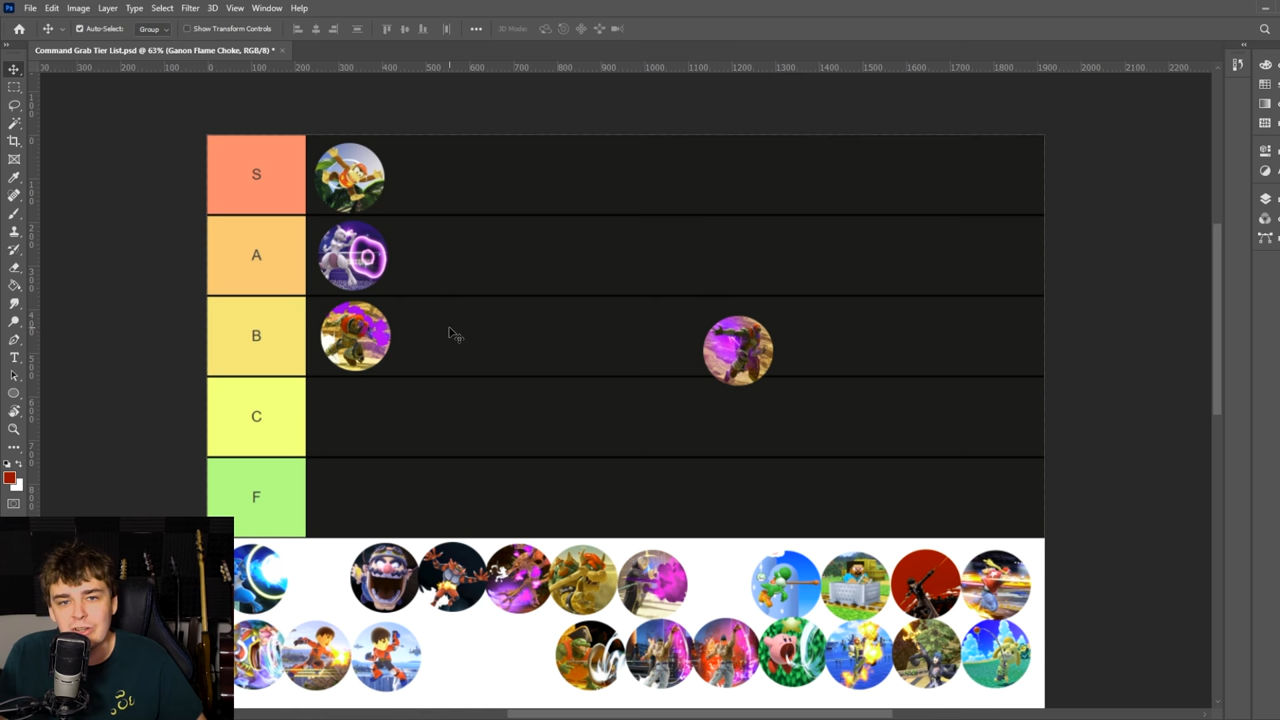 Ps File Edit Image Layer Type Select Filter 3D View Window Help
Auto-Select: Group Show Transform Controls 3D Mode:
Command Grab Tier List.psd @ 63% (Ganon Flame Choke, RGB/8) *
00 300 200 100 0 100 200 300 400 500 600 700 800 900 1000 1100 1200 1300 1400 1500 1600 1700 1800 1900 2000 2100 2200
S
A
B
C
F